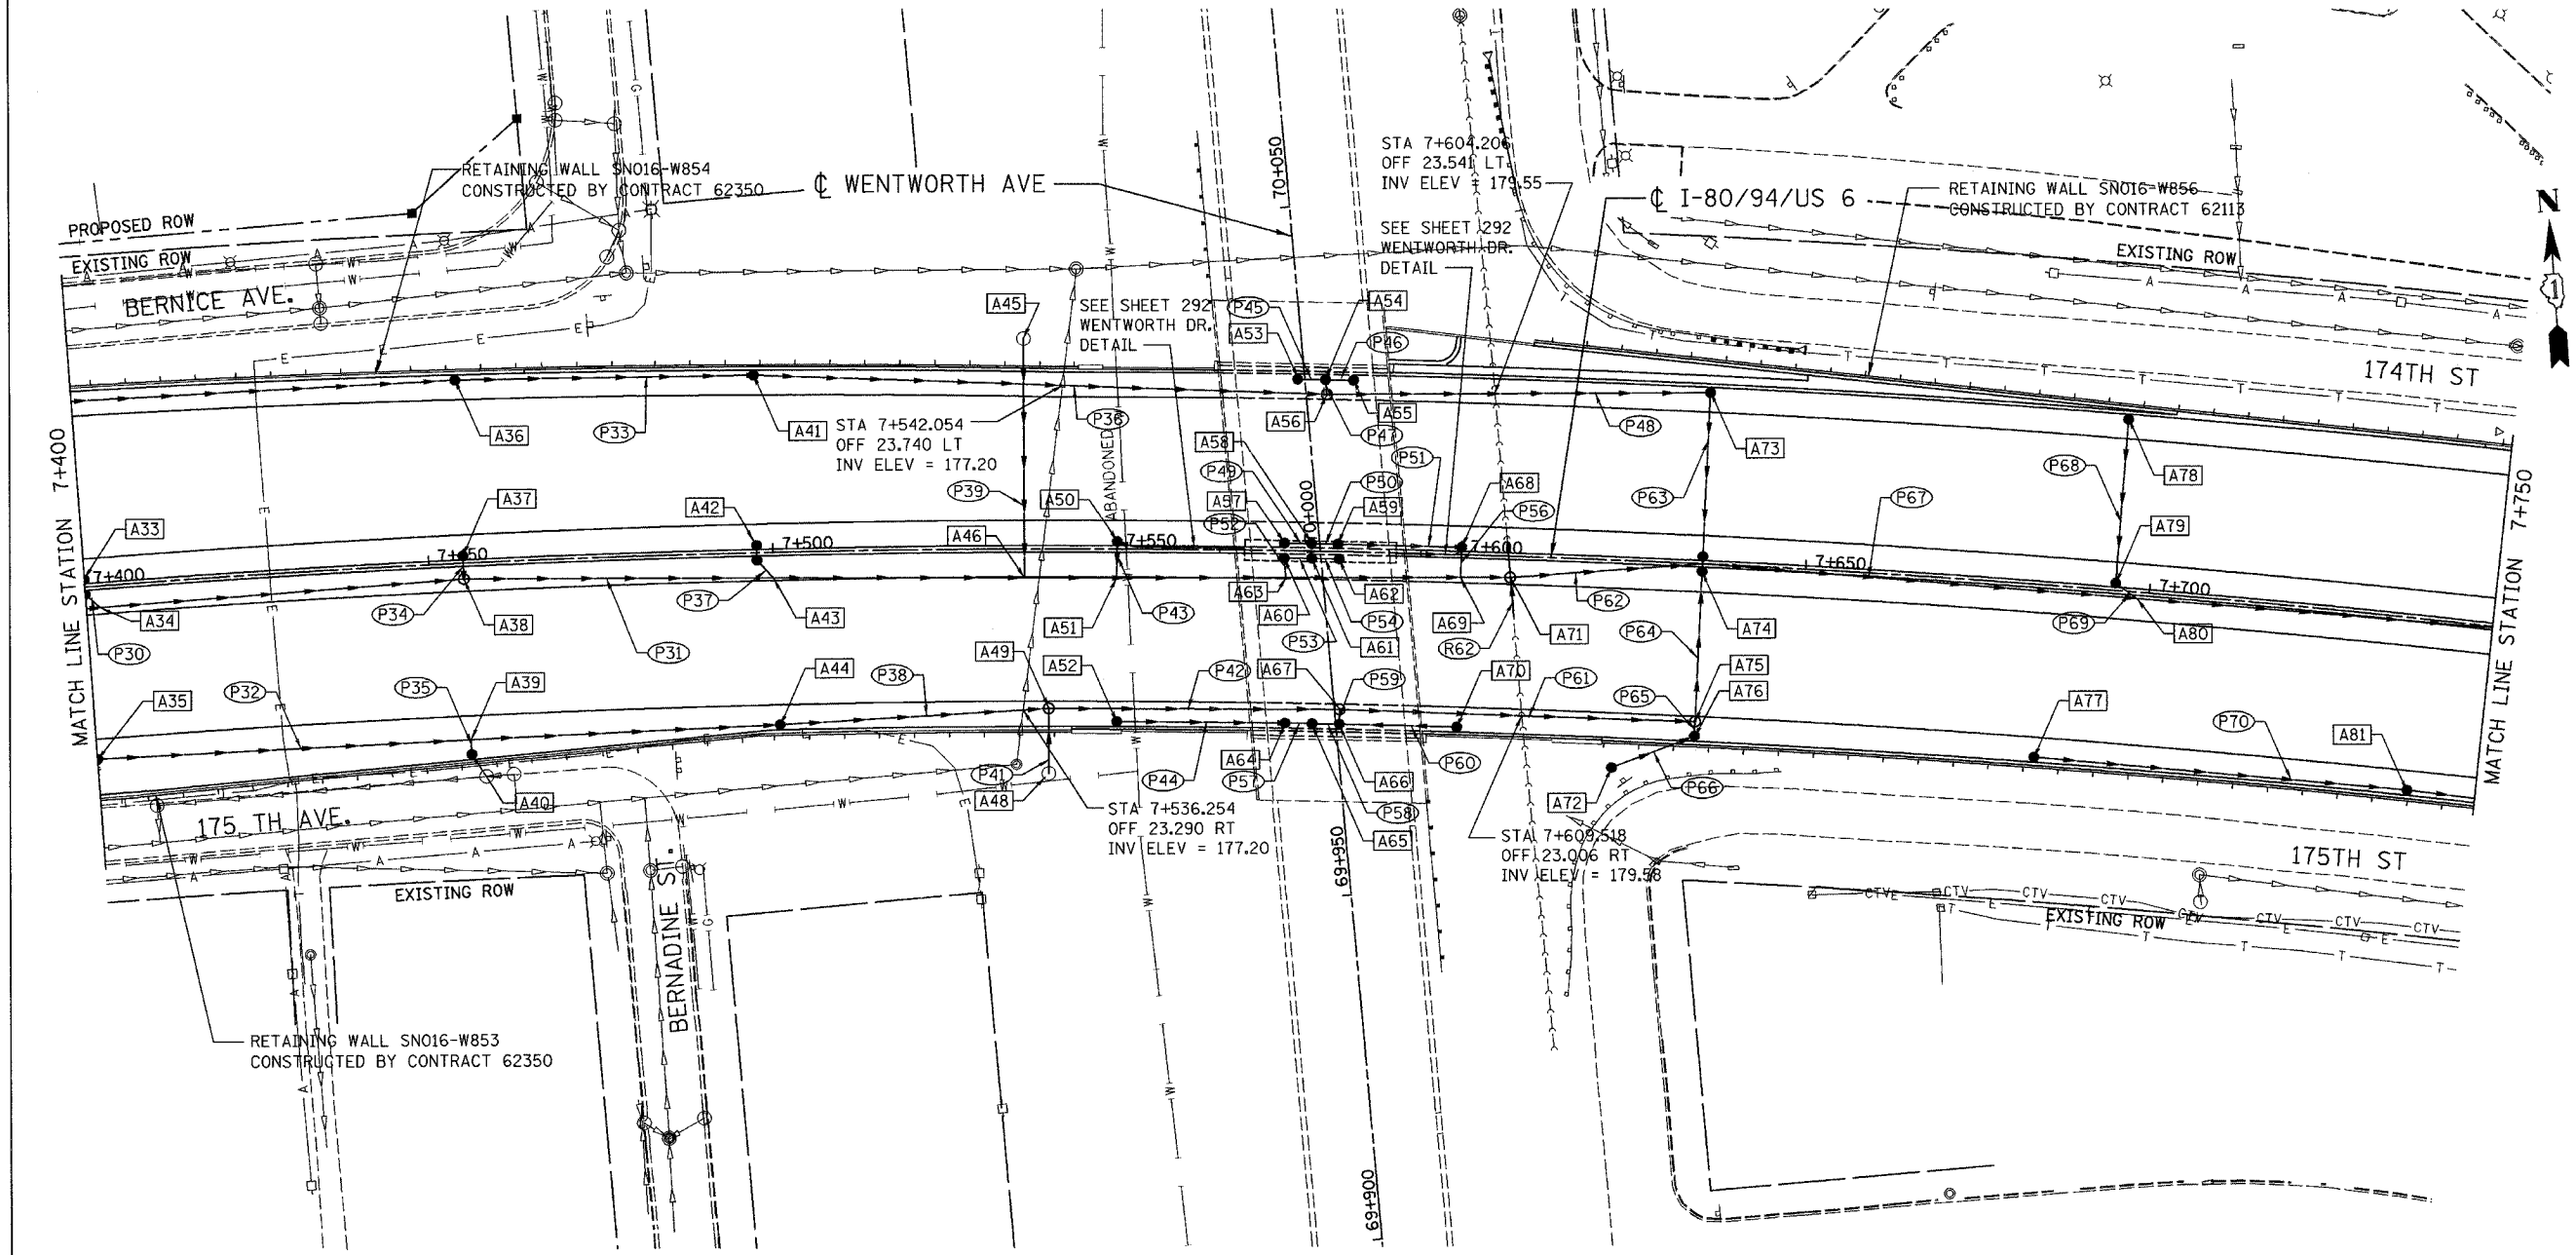 RETAINING WALL SN016-W854
CONSTRUCTED BY CONTRACT 62350
℄ WENTWORTH AVE
70+050
STA 7+604.206
OFF 23.541 LT
INV ELEV = 179.55
SEE SHEET 292
WENTWORTH DR.
DETAIL
℄ I-80/94/US 6
RETAINING WALL SN016-W856
CONSTRUCTED BY CONTRACT 62113
N
1
PROPOSED ROW
EXISTING ROW
BERNICE AVE.
EXISTING ROW
174TH ST
A45
SEE SHEET 292
WENTWORTH DR.
DETAIL
P45
A54
A53
P46
A36
P33
A41
STA 7+542.054
OFF 23.740 LT
INV ELEV = 177.20
P36
A56
A55
P47
P48
A73
A58
P51
P49
P50
A57
A59
P52
A68
P56
P63
P68
A78
P67
A79
MATCH LINE STATION 7+400
A33
A37
A42
P39
A50
ABANDONED
A46
7+400
7+450
7+500
7+550
70+000
7+600
7+650
7+700
MATCH LINE STATION 7+750
A34
P30
P34
A38
P31
P37
A43
A51
P43
A63
A60
P53
A62
P54
A61
A69
R62
A71
P62
P64
A74
P69
A80
A35
P32
P35
A39
A44
P38
A49
A52
P42
A67
P59
A70
P61
P65
A75
A76
A77
P70
A81
A40
P41
A48
P44
A64
P57
A66
P58
A65
P60
A72
P66
175 TH AVE.
STA 7+536.254
OFF 23.290 RT
INV ELEV = 177.20
STA 7+609.518
OFF 23.006 RT
INV ELEV = 179.58
175TH ST
EXISTING ROW
BERNADINE ST.
69+950
EXISTING ROW
CTV
CTV
CTV
CTV
CTV
CTV
RETAINING WALL SN016-W853
CONSTRUCTED BY CONTRACT 62350
69+900